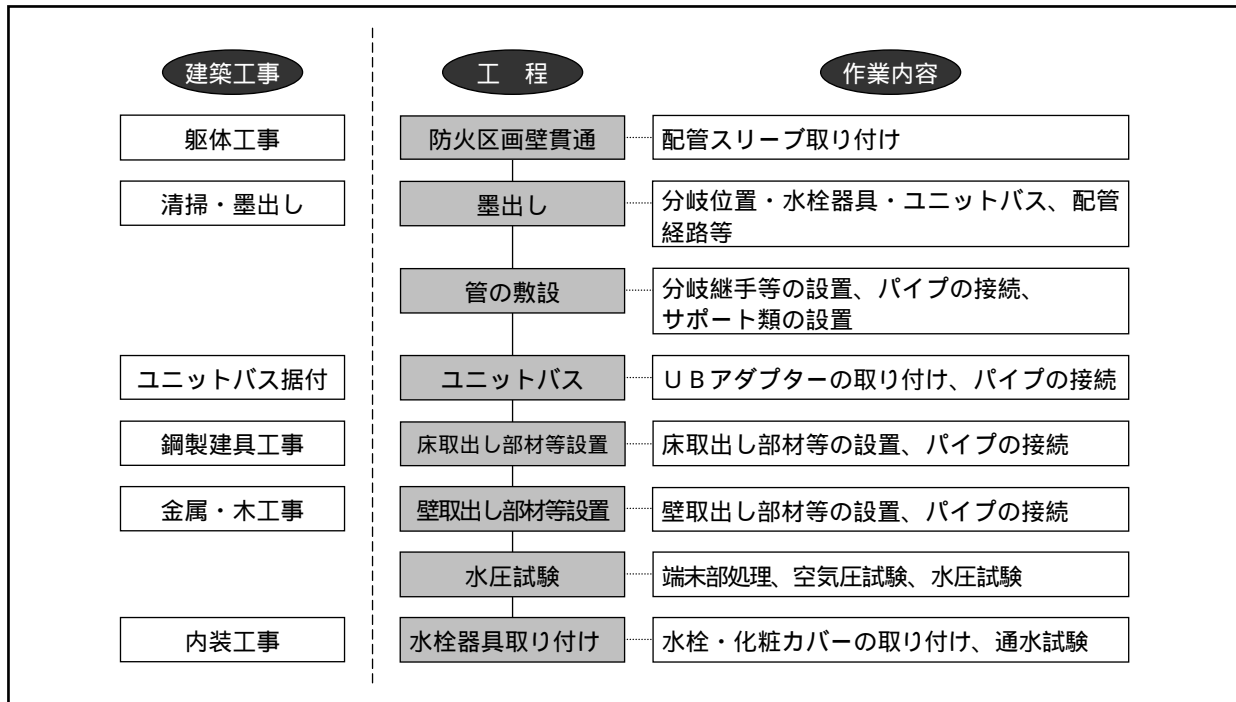 建築工事
工 程
作業内容
躯体工事
防火区画壁貫通
配管スリーブ取り付け
清掃・墨出し
墨出し
分岐位置・水栓器具・ユニットバス、配管
経路等
管の敷設
分岐継手等の設置、パイプの接続、
サポート類の設置
ユニットバス据付
ユニットバス
ＵＢアダプターの取り付け、パイプの接続
鋼製建具工事
床取出し部材等設置
床取出し部材等の設置、パイプの接続
金属・木工事
壁取出し部材等設置
壁取出し部材等の設置、パイプの接続
水圧試験
端末部処理、空気圧試験、水圧試験
内装工事
水栓器具取り付け
水栓・化粧カバーの取り付け、通水試験